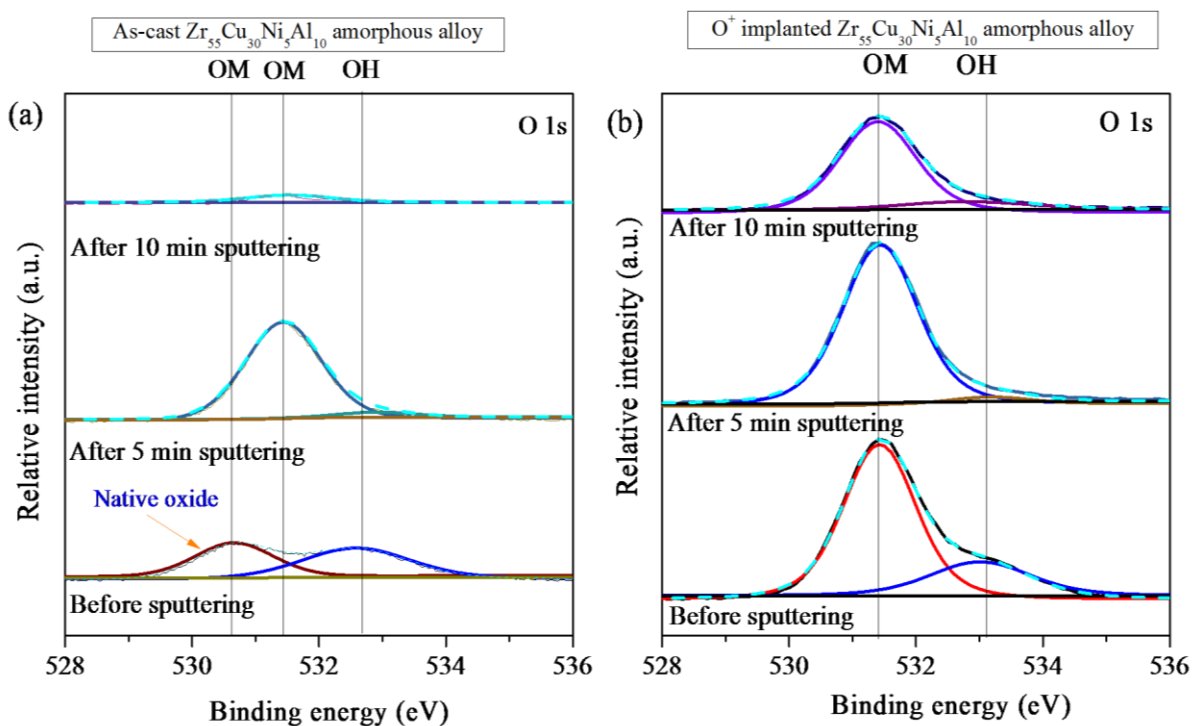 As-cast Zr₅₅Cu₃₀Ni₅Al₁₀ amorphous alloy
OM OM OH
(a)
O 1s
After 10 min sputtering
After 5 min sputtering
Native oxide
Before sputtering
Relative intensity (a.u.)
528 530 532 534 536
Binding energy (eV)
O⁺ implanted Zr₅₅Cu₃₀Ni₅Al₁₀ amorphous alloy
OM OH
(b)
O 1s
After 10 min sputtering
After 5 min sputtering
Before sputtering
Relative intensity (a.u.)
528 530 532 534 536
Binding energy (eV)